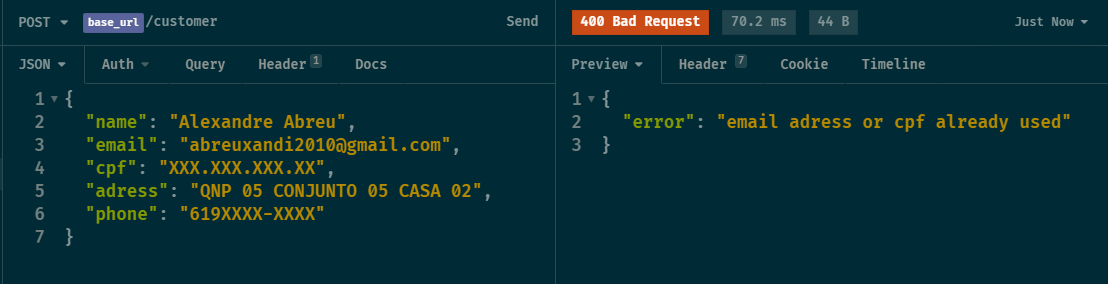 POST base_url/customer Send
400 Bad Request 70.2 ms 44 B Just Now
JSON Auth Query Header 1 Docs
Preview Header 7 Cookie Timeline
1 {
2 "name": "Alexandre Abreu",
3 "email": "abreuxandi2010@gmail.com",
4 "cpf": "XXX.XXX.XXX.XX",
5 "adress": "QNP 05 CONJUNTO 05 CASA 02",
6 "phone": "619XXXX-XXXX"
7 }
1 {
2 "error": "email adress or cpf already used"
3 }